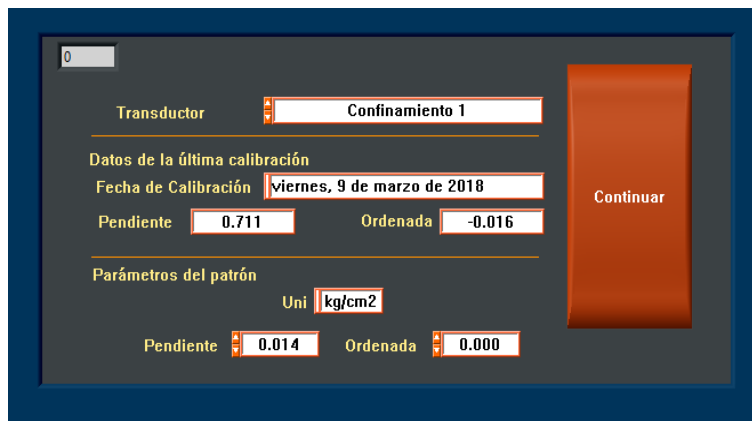 0
Transductor Confinamiento 1
Datos de la última calibración
Fecha de Calibración viernes, 9 de marzo de 2018
Pendiente 0.711 Ordenada -0.016
Continuar
Parámetros del patrón
Uni kg/cm2
Pendiente 0.014 Ordenada 0.000